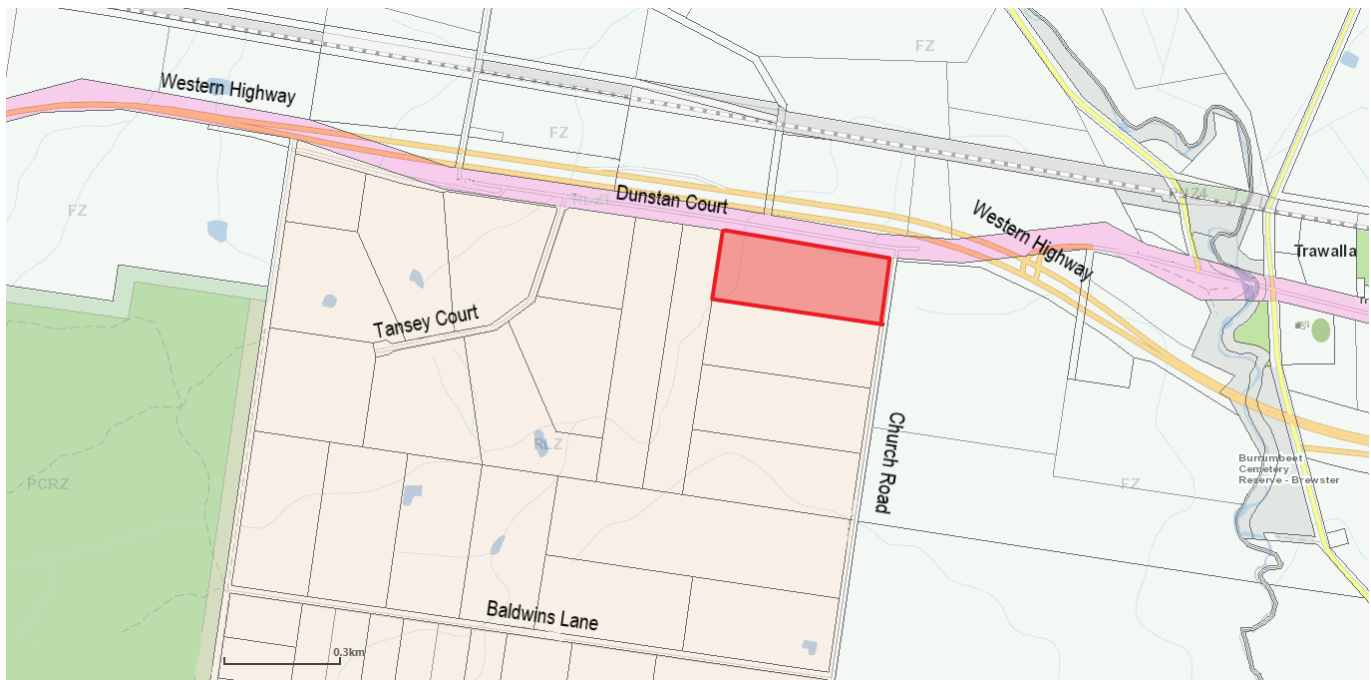 FZ
Western Highway
FZ
Dunstan Court
FZ
Western Highway
Trawalla
Tansey Court
Church Road
RLZ
PCRZ
Burrumbeet
Cemetery
Reserve - Brewster
FZ
Baldwins Lane
0.3km